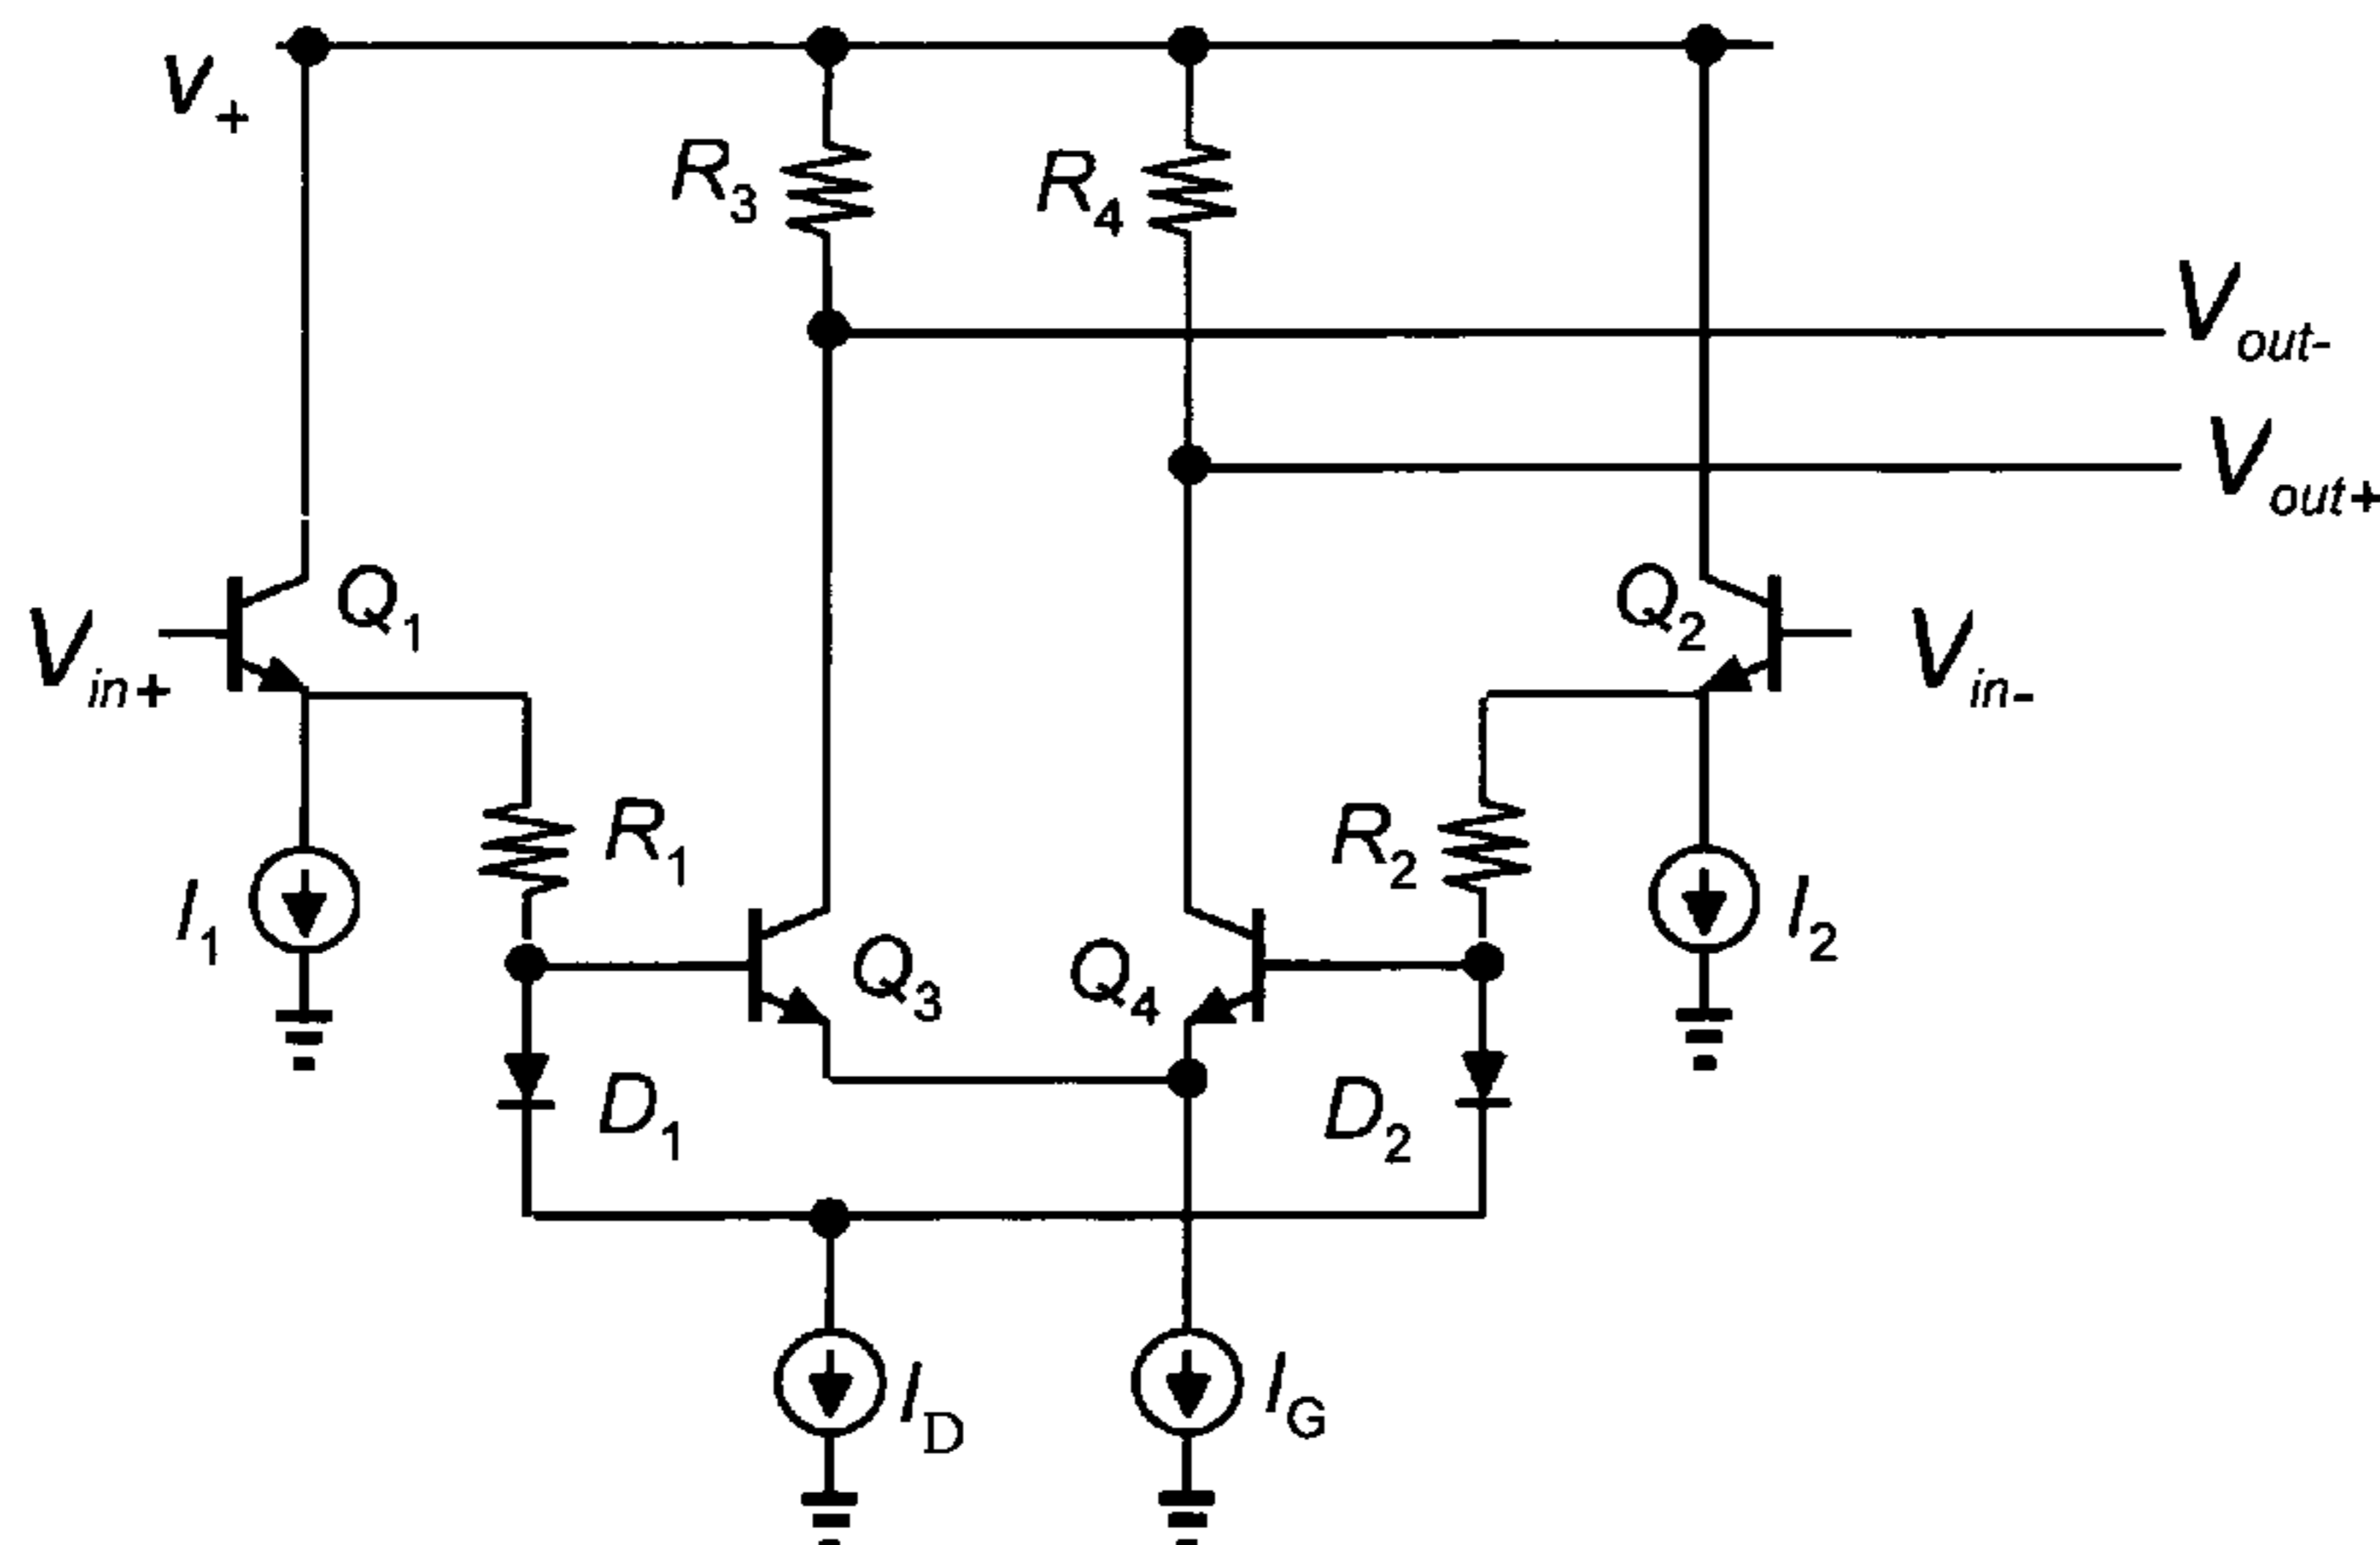 V+
R3
R4
Vout-
Vout+
Q1
Q2
Vin+
Vin-
R1
R2
I1
I2
Q3
Q4
D1
D2
ID
IG